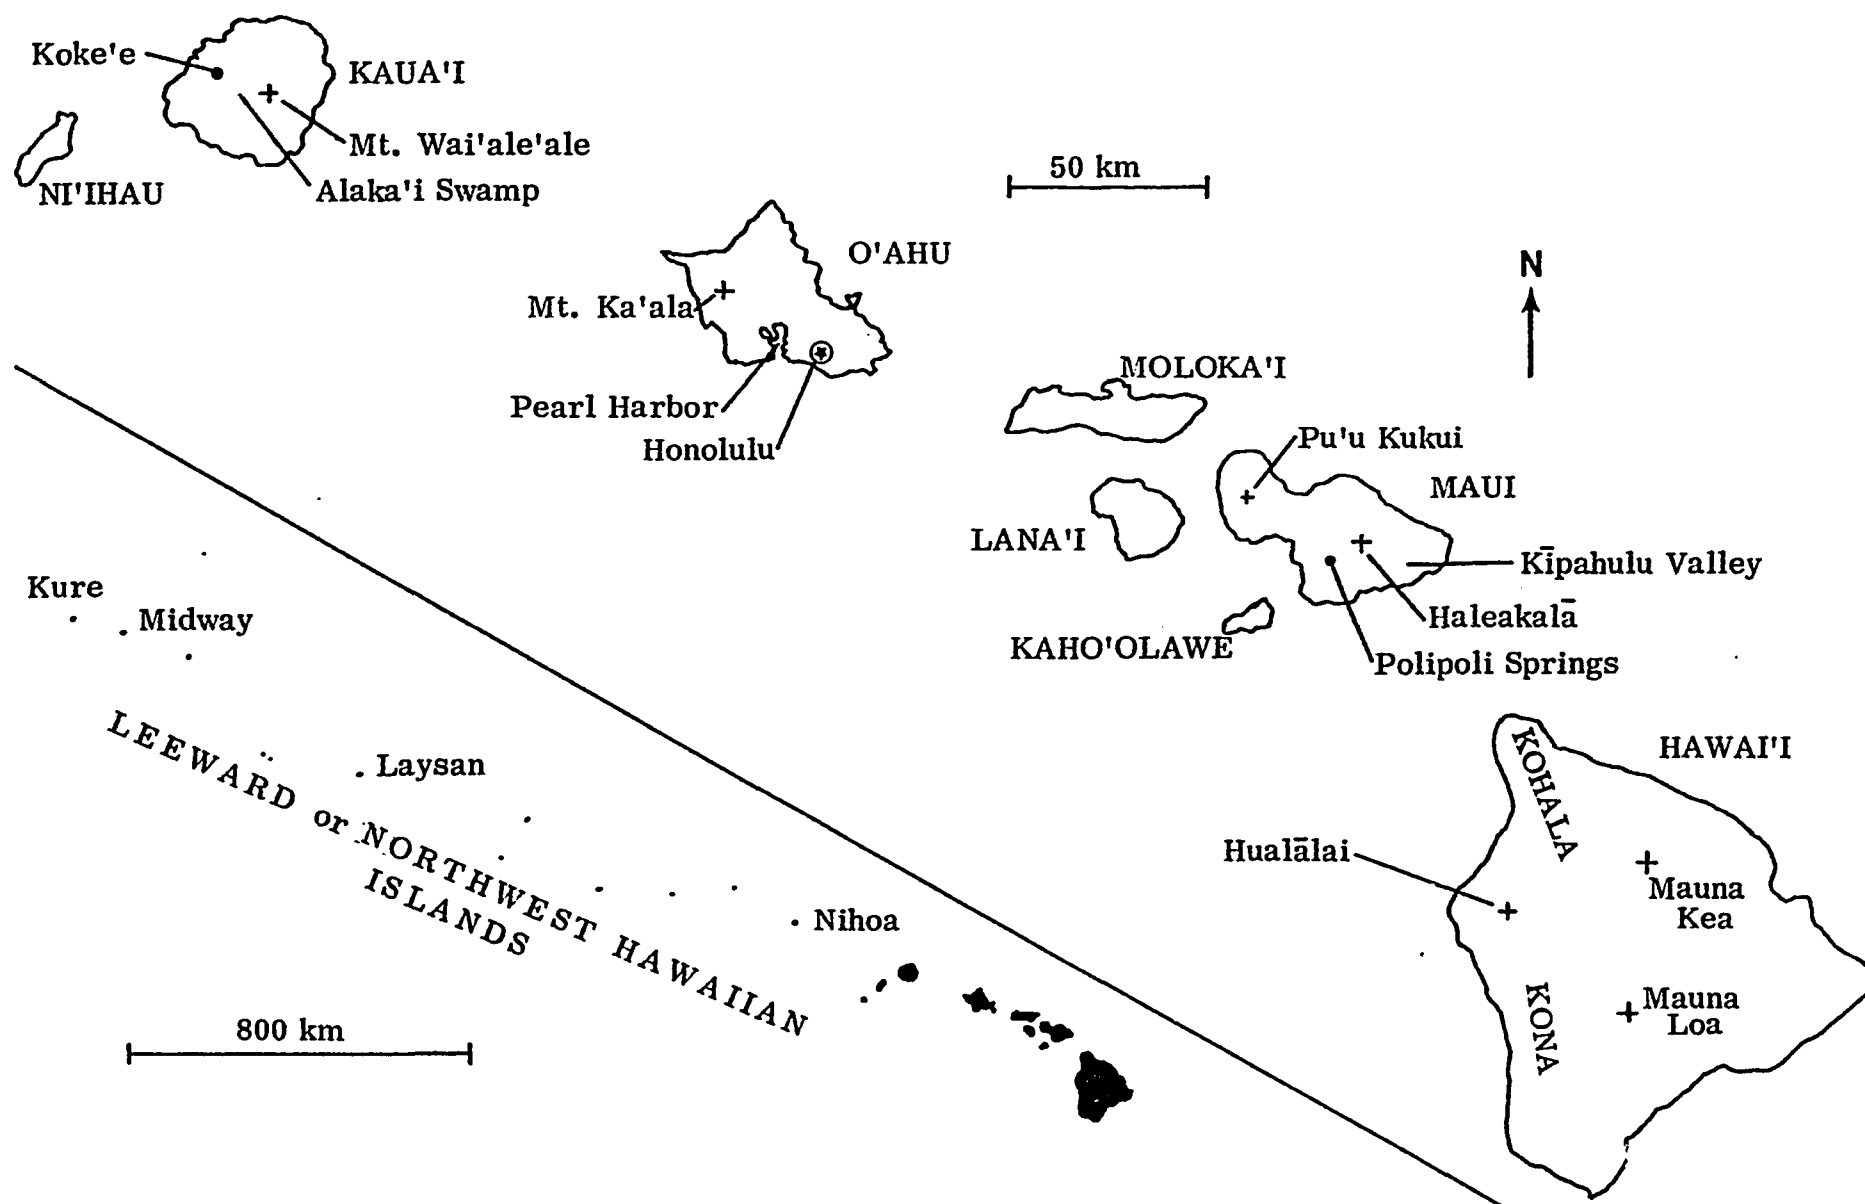 Koke'e
KAUA'I
Mt. Wai'ale'ale
Alaka'i Swamp
NI'IHAU
50 km
O'AHU
Mt. Ka'ala
N
Pearl Harbor
Honolulu
MOLOKA'I
Pu'u Kukui
MAUI
LANA'I
Kīpahulu Valley
Haleakalā
KAHO'OLAWE
Polipoli Springs
Kure
Midway
LEEWARD or NORTHWEST HAWAIIAN
ISLANDS
Laysan
Nihoa
800 km
HAWAI'I
KOHALA
Hualālai
Mauna
Kea
Mauna
Loa
KONA